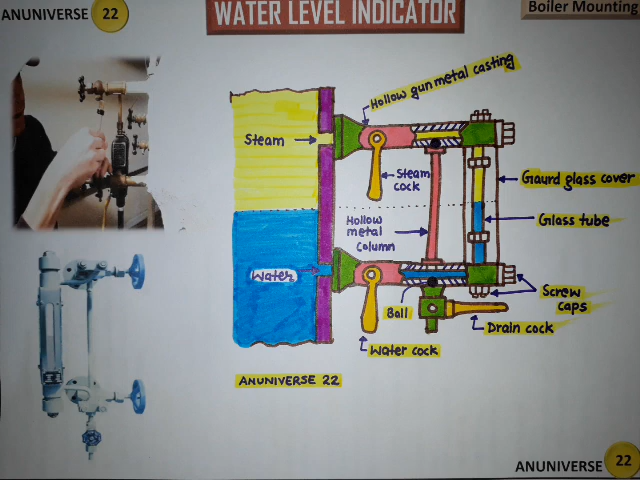 ANUNIVERSE 22
WATER LEVEL INDICATOR
Boiler Mounting
Hollow gun metal casting
Steam
Steam
cock
Gaurd glass cover
Glass tube
Hollow
metal
Column
Water
Ball
Screw
caps
Drain cock
Water cock
ANUNIVERSE 22
ANUNIVERSE 22